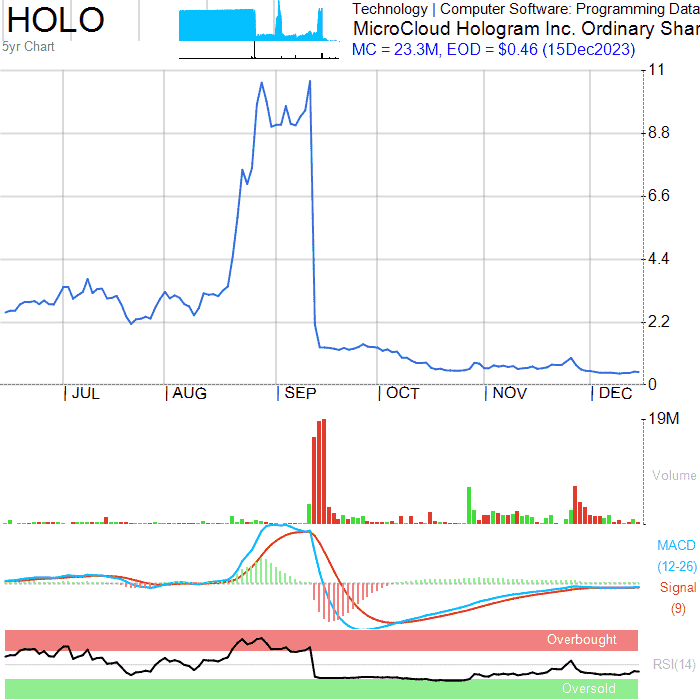 HOLO
5yr Chart
Technology | Computer Software: Programming Data
MicroCloud Hologram Inc. Ordinary Shar
MC = 23.3M, EOD = $0.46 (15Dec2023)
11
8.8
6.6
4.4
2.2
0
| JUL | AUG | SEP | OCT | NOV | DEC
19M
Volume
MACD
(12-26)
Signal
(9)
Overbought
RSI(14)
Oversold